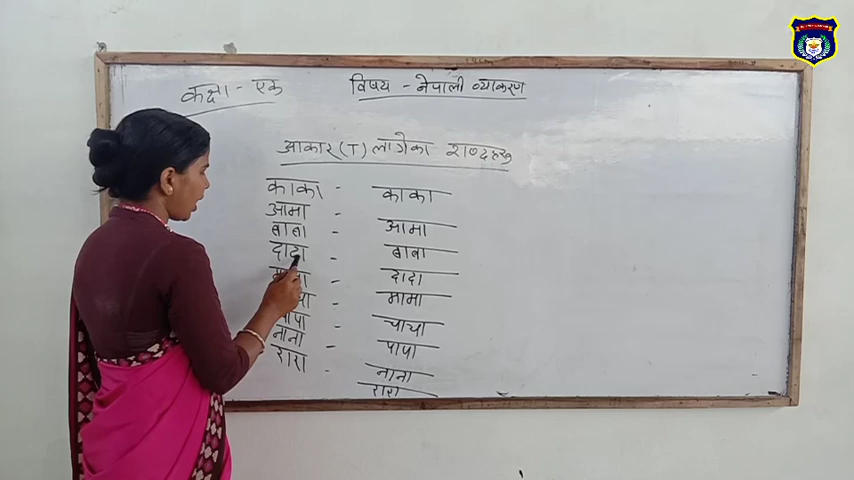 कक्षा - एक
विषय - नेपाली व्याकरण
आकार (ा) लागेका शब्दहरू
काका - काका
आमा - आमा
बाबा - बाबा
दादा - दादा
मामा - मामा
चाचा - चाचा
पापा - पापा
नाना - नाना
रारा - रारा